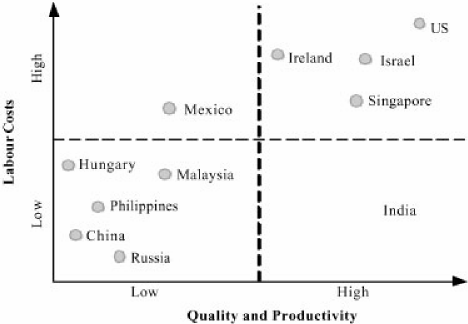 US
Ireland
Israel
Singapore
Mexico
Hungary
Malaysia
Philippines
India
China
Russia
High
Low
Labour Costs
Low
High
Quality and Productivity